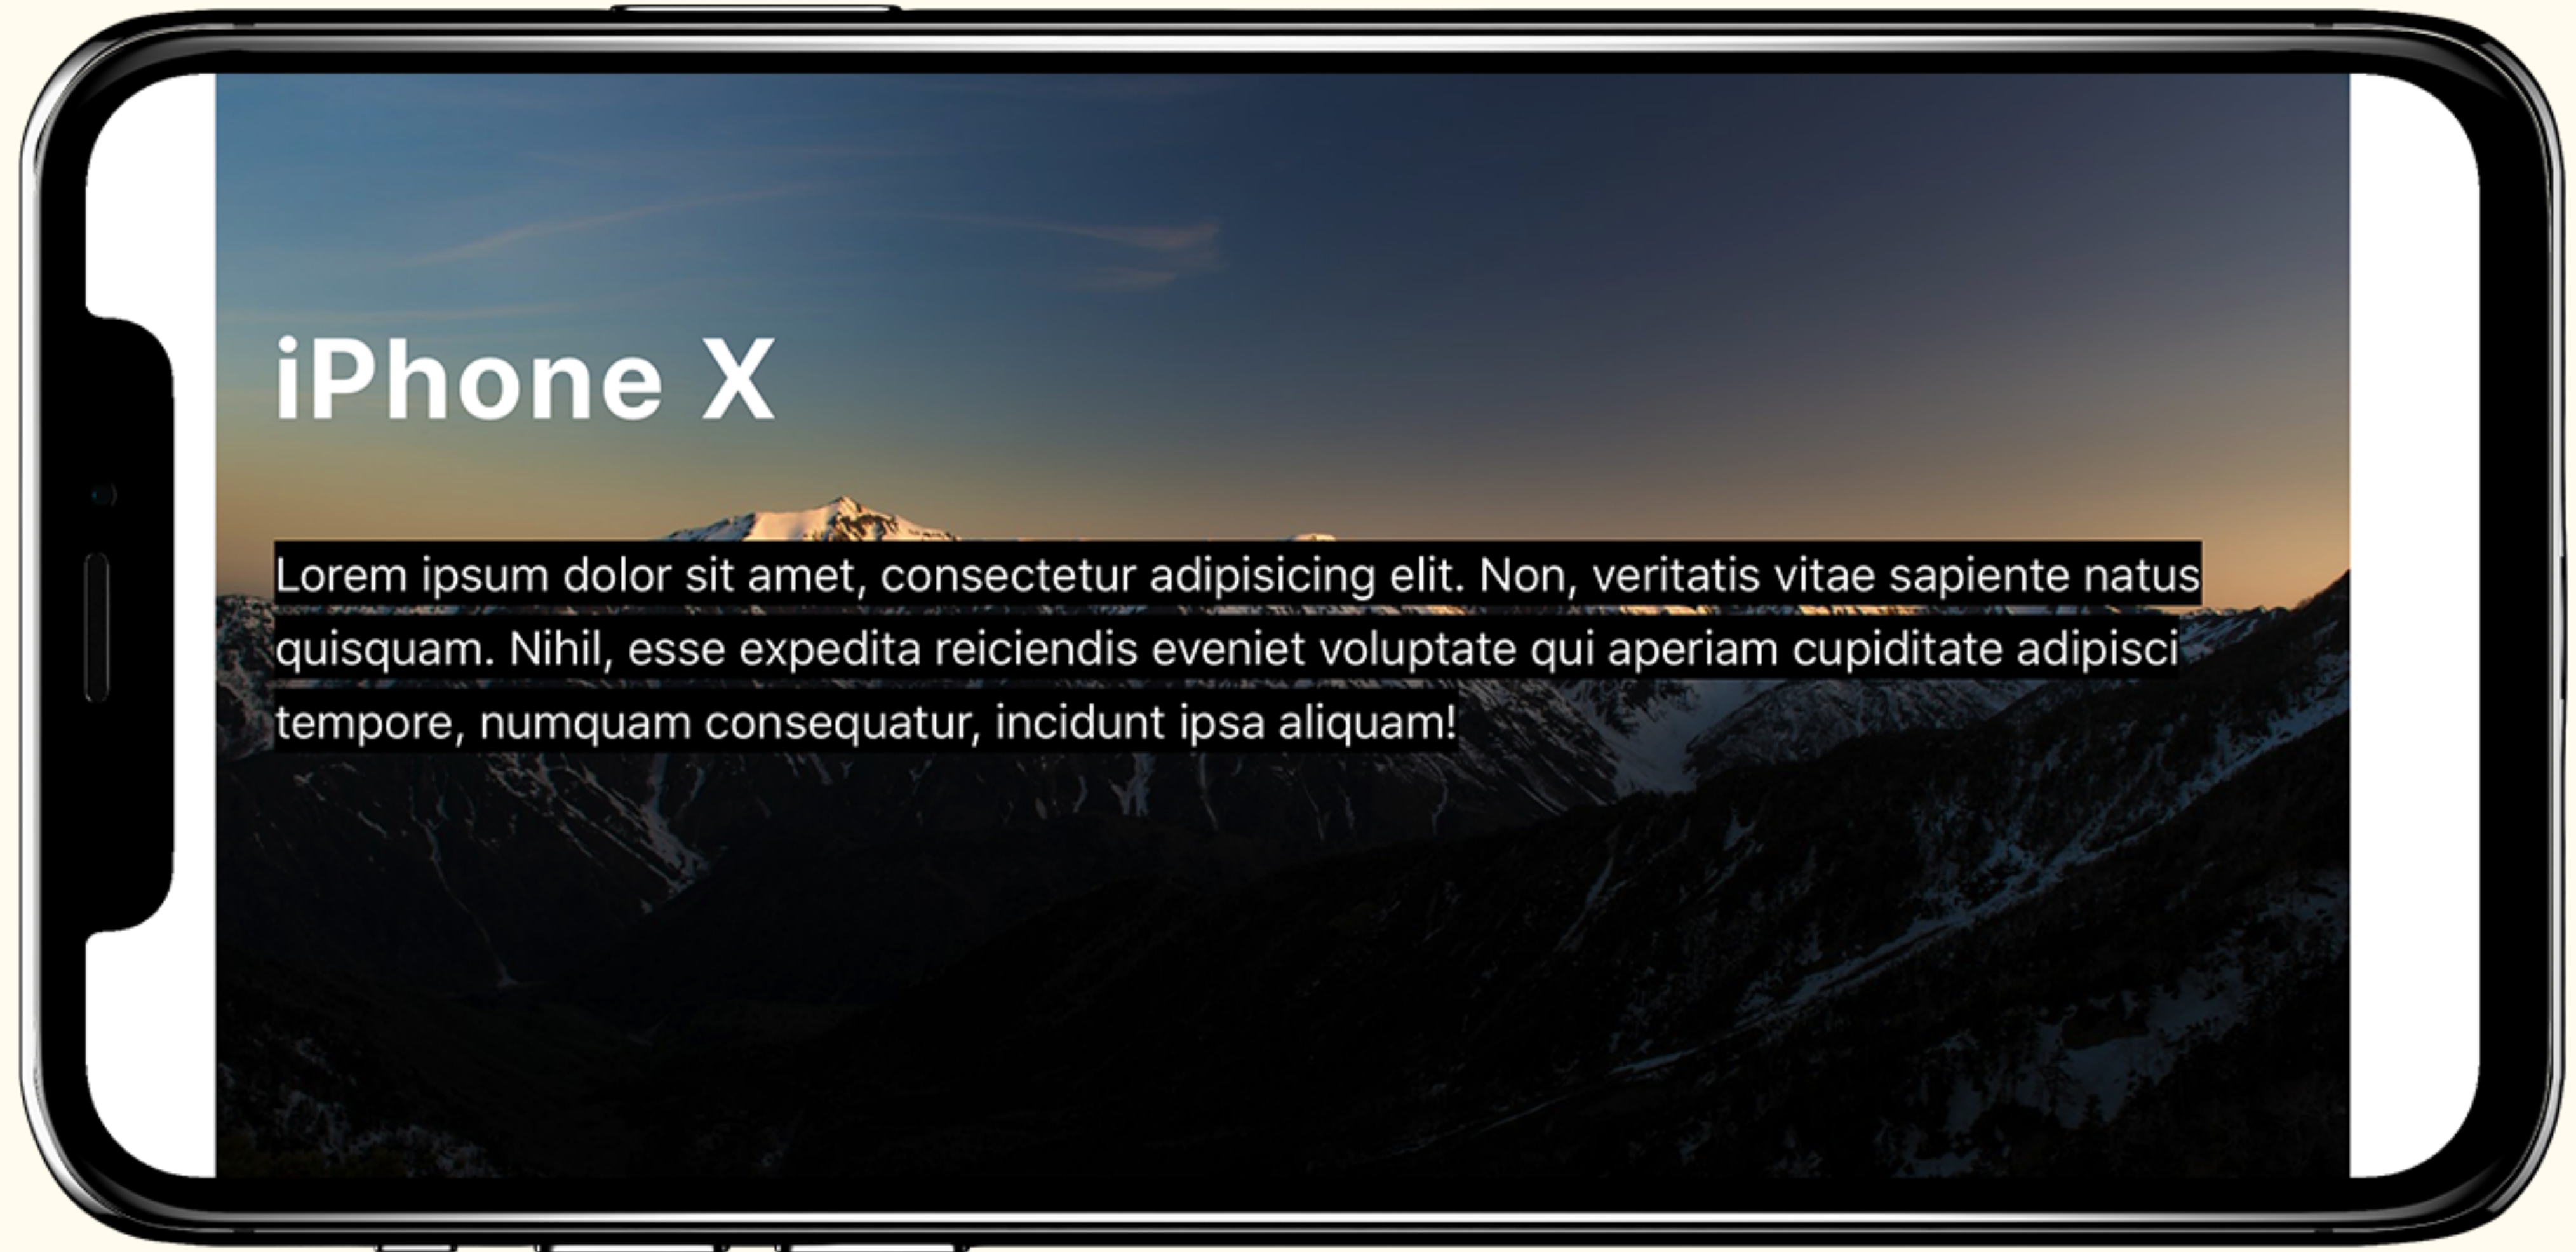 iPhone X
Lorem ipsum dolor sit amet, consectetur adipisicing elit. Non, veritatis vitae sapiente natus
quisquam. Nihil, esse expedita reiciendis eveniet voluptate qui aperiam cupiditate adipisci
tempore, numquam consequatur, incidunt ipsa aliquam!